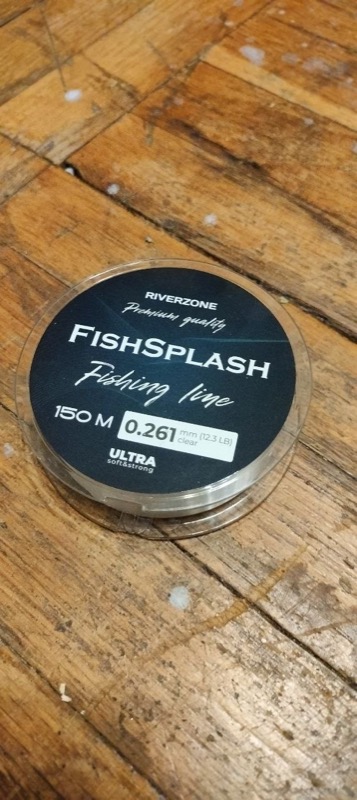 RIVERZONE
Premium quality
FISHSPLASH
Fishing line
150 M 0.261 mm (12,3 LB)
clear
ULTRA
soft&strong